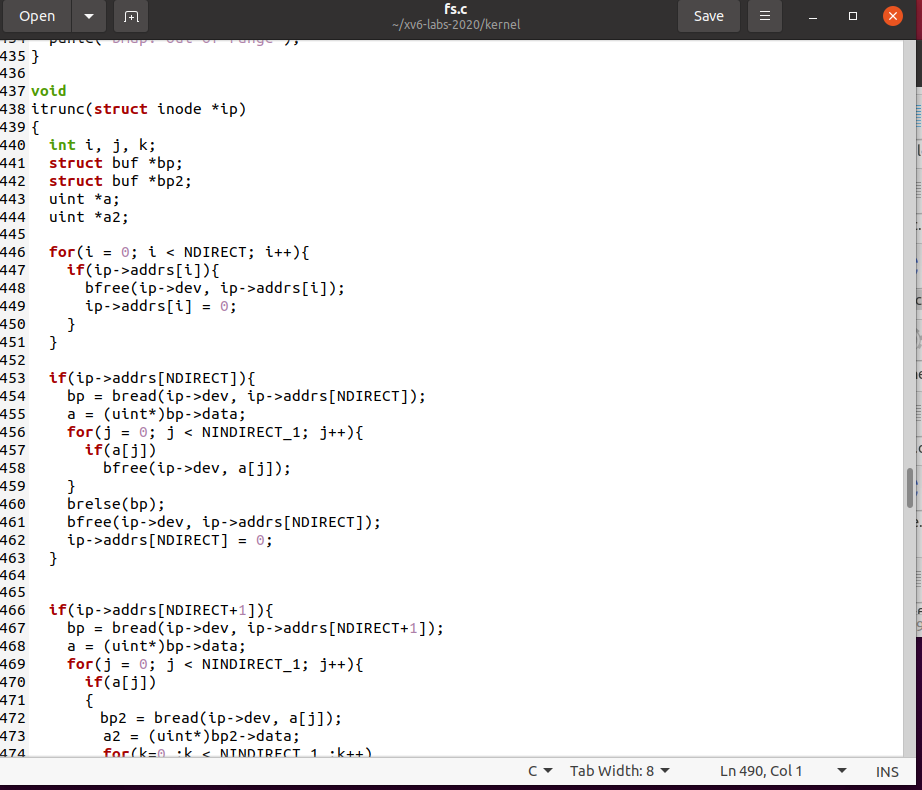 Open
fs.c
~/xv6-labs-2020/kernel
Save
435 }
436
437 void
438 itrunc(struct inode *ip)
439 {
440   int i, j, k;
441   struct buf *bp;
442   struct buf *bp2;
443   uint *a;
444   uint *a2;
445
446   for(i = 0; i < NDIRECT; i++){
447     if(ip->addrs[i]){
448       bfree(ip->dev, ip->addrs[i]);
449       ip->addrs[i] = 0;
450     }
451   }
452
453   if(ip->addrs[NDIRECT]){
454     bp = bread(ip->dev, ip->addrs[NDIRECT]);
455     a = (uint*)bp->data;
456     for(j = 0; j < NINDIRECT_1; j++){
457       if(a[j])
458         bfree(ip->dev, a[j]);
459     }
460     brelse(bp);
461     bfree(ip->dev, ip->addrs[NDIRECT]);
462     ip->addrs[NDIRECT] = 0;
463   }
464
465
466   if(ip->addrs[NDIRECT+1]){
467     bp = bread(ip->dev, ip->addrs[NDIRECT+1]);
468     a = (uint*)bp->data;
469     for(j = 0; j < NINDIRECT_1; j++){
470       if(a[j])
471       {
472         bp2 = bread(ip->dev, a[j]);
473         a2 = (uint*)bp2->data;
474         for(k=0 ;k < NINDIRECT_1 ;k++)
C
Tab Width: 8
Ln 490, Col 1
INS